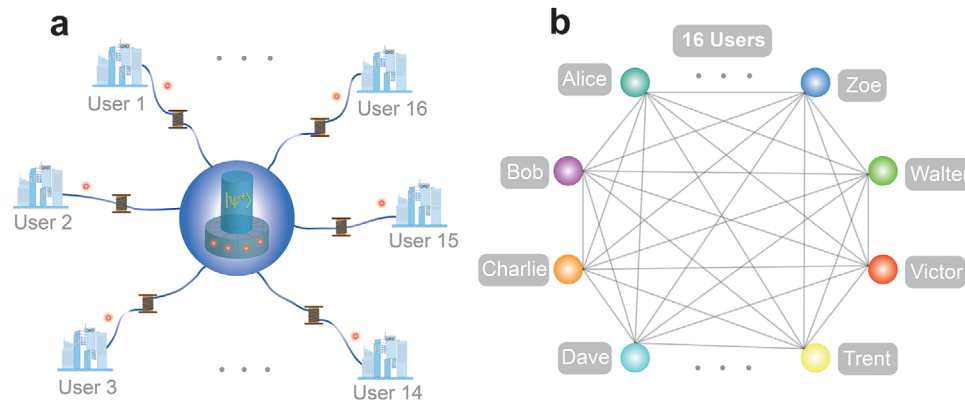 a
User 1
User 16
User 2
|ψ⁺⟩
User 15
User 3
User 14
b
16 Users
Alice
Zoe
Bob
Walter
Charlie
Victor
Dave
Trent